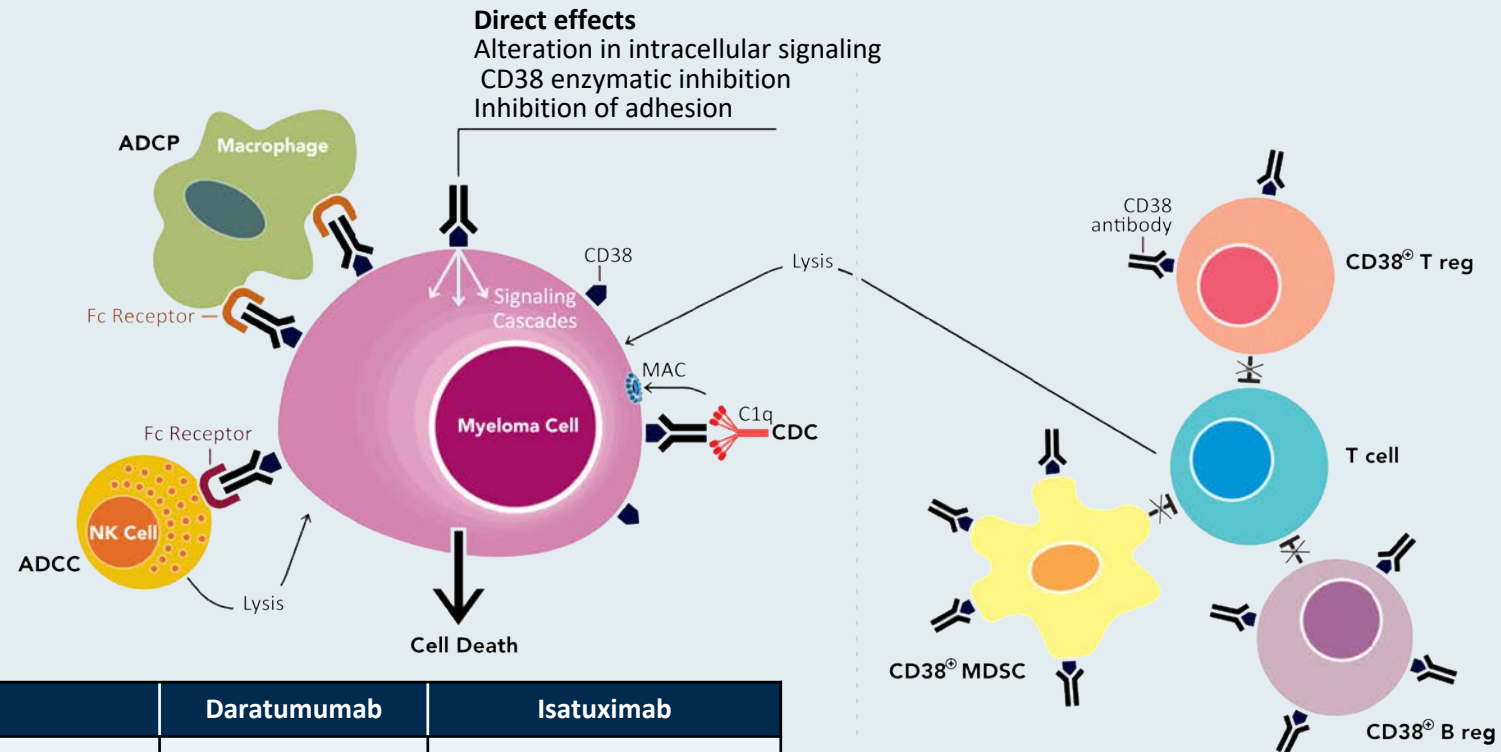 Direct effects
Alteration in intracellular signaling
CD38 enzymatic inhibition
Inhibition of adhesion
ADCP
Macrophage
Fc Receptor
CD38
Signaling
Cascades
Lysis
MAC
Myeloma Cell
C1q
CDC
Fc Receptor
NK Cell
ADCC
Lysis
Cell Death
CD38
antibody
CD38⊕ T reg
T cell
CD38⊕ MDSC
CD38⊕ B reg
Daratumumab
Isatuximab